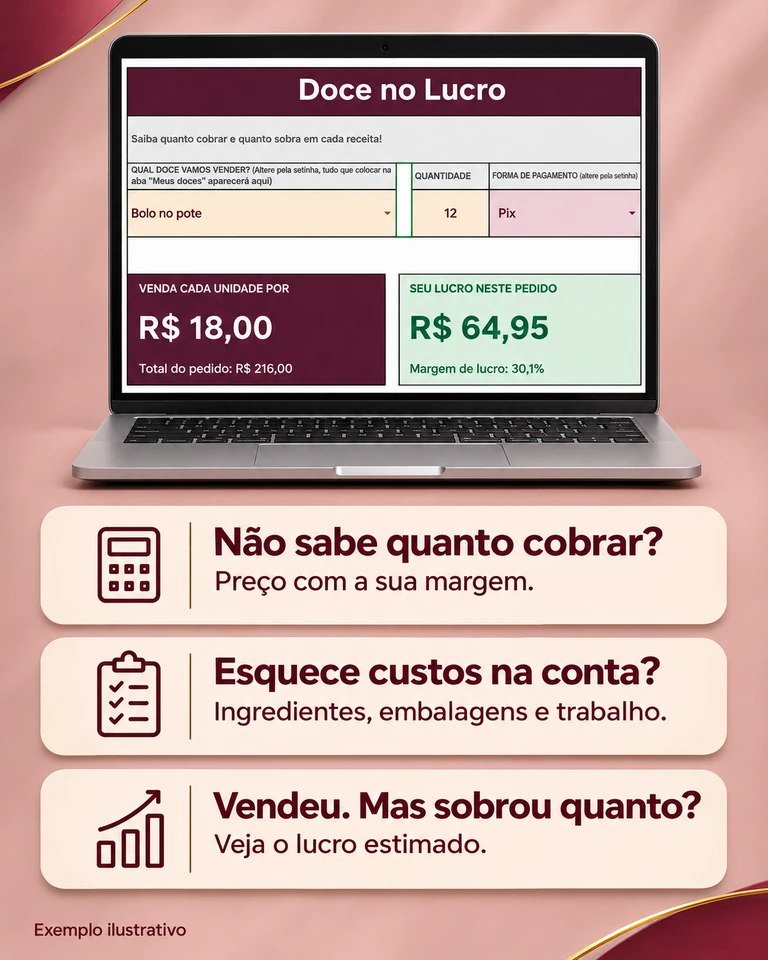 Doce no Lucro
Saiba quanto cobrar e quanto sobra em cada receita!
QUAL DOCE VAMOS VENDER? (Altere pela setinha, tudo que colocar na
aba "Meus doces" aparecerá aqui)
QUANTIDADE
FORMA DE PAGAMENTO (altere pela setinha)
Bolo no pote
12
Pix
VENDA CADA UNIDADE POR
R$ 18,00
Total do pedido: R$ 216,00
SEU LUCRO NESTE PEDIDO
R$ 64,95
Margem de lucro: 30,1%
Não sabe quanto cobrar?
Preço com a sua margem.
Esquece custos na conta?
Ingredientes, embalagens e trabalho.
Vendeu. Mas sobrou quanto?
Veja o lucro estimado.
Exemplo ilustrativo